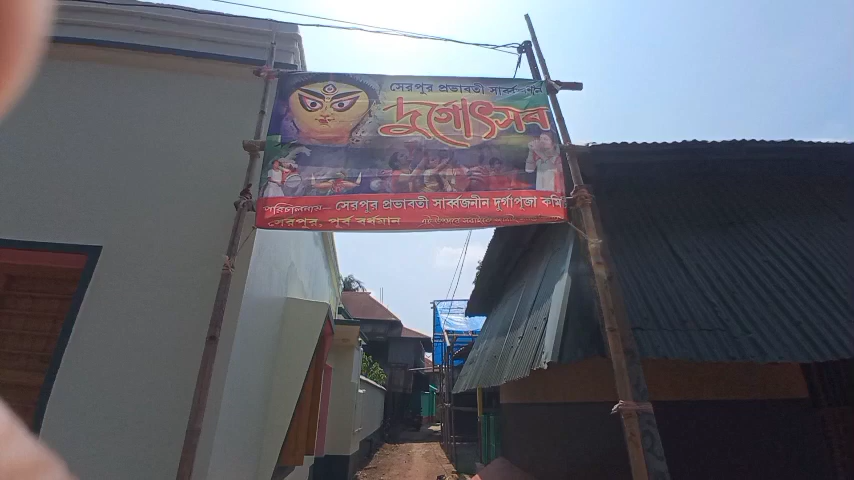 সেরপুর প্রভাবতী সার্ব্বজনীন
দুর্গোৎসব
পরিচালনায়— সেরপুর প্রভাবতী সার্ব্বজনীন দুর্গাপূজা কমি
সেরপুর, পূর্ব বর্ধমান